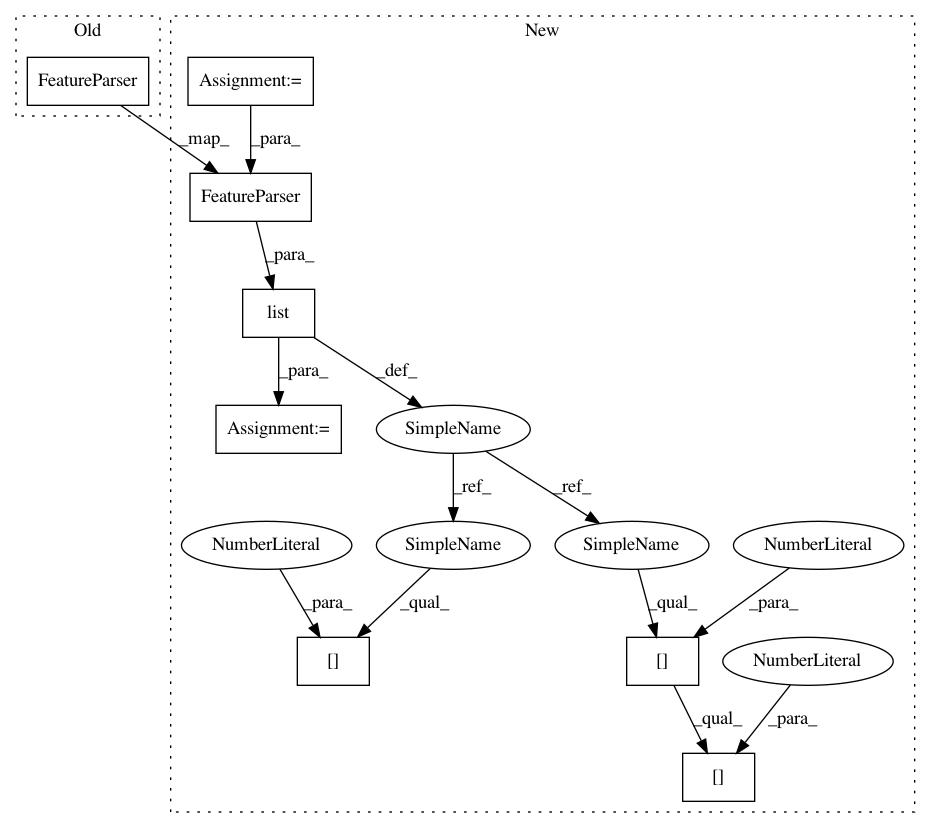 Old
New
FeatureParser
Assignment:=
_map_
_para_
FeatureParser
_para_
list
_para_
_def_
Assignment:=
SimpleName
_ref_
_ref_
NumberLiteral
SimpleName
SimpleName
NumberLiteral
_para_
_qual_
_qual_
_para_
[]
[]
NumberLiteral
_qual_
_para_
[]